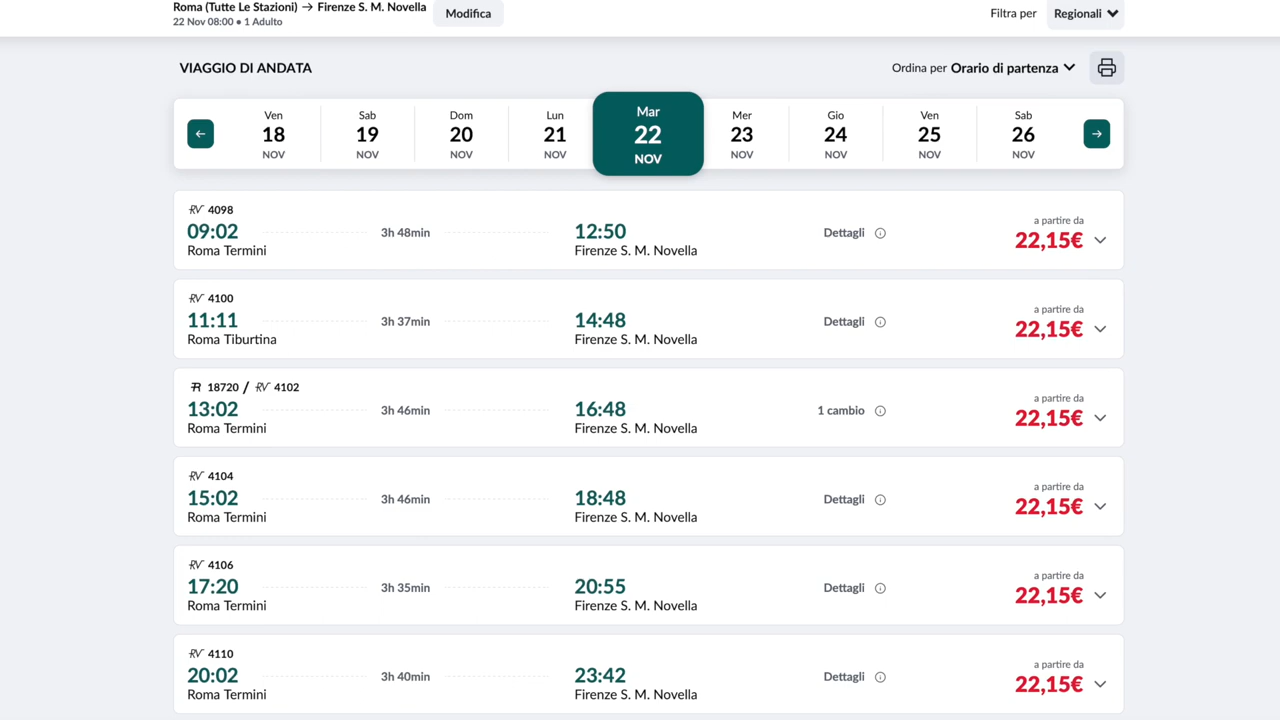 Roma (Tutte Le Stazioni) → Firenze S. M. Novella
22 Nov 08:00 • 1 Adulto
Modifica
Filtra per Regionali
VIAGGIO DI ANDATA
Ordina per Orario di partenza
Ven 18 NOV
Sab 19 NOV
Dom 20 NOV
Lun 21 NOV
Mar 22 NOV
Mer 23 NOV
Gio 24 NOV
Ven 25 NOV
Sab 26 NOV
RV 4098
09:02 3h 48min 12:50 Dettagli a partire da 22,15€
Roma Termini Firenze S. M. Novella
RV 4100
11:11 3h 37min 14:48 Dettagli a partire da 22,15€
Roma Tiburtina Firenze S. M. Novella
R 18720 / RV 4102
13:02 3h 46min 16:48 1 cambio a partire da 22,15€
Roma Termini Firenze S. M. Novella
RV 4104
15:02 3h 46min 18:48 Dettagli a partire da 22,15€
Roma Termini Firenze S. M. Novella
RV 4106
17:20 3h 35min 20:55 Dettagli a partire da 22,15€
Roma Termini Firenze S. M. Novella
RV 4110
20:02 3h 40min 23:42 Dettagli a partire da 22,15€
Roma Termini Firenze S. M. Novella